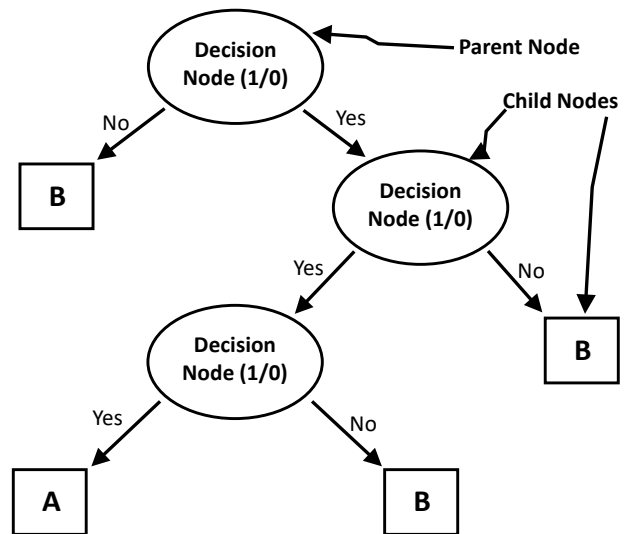 Decision
Node (1/0)
Parent Node
No
Yes
Child Nodes
B
Decision
Node (1/0)
Yes
No
Decision
Node (1/0)
B
Yes
No
A
B